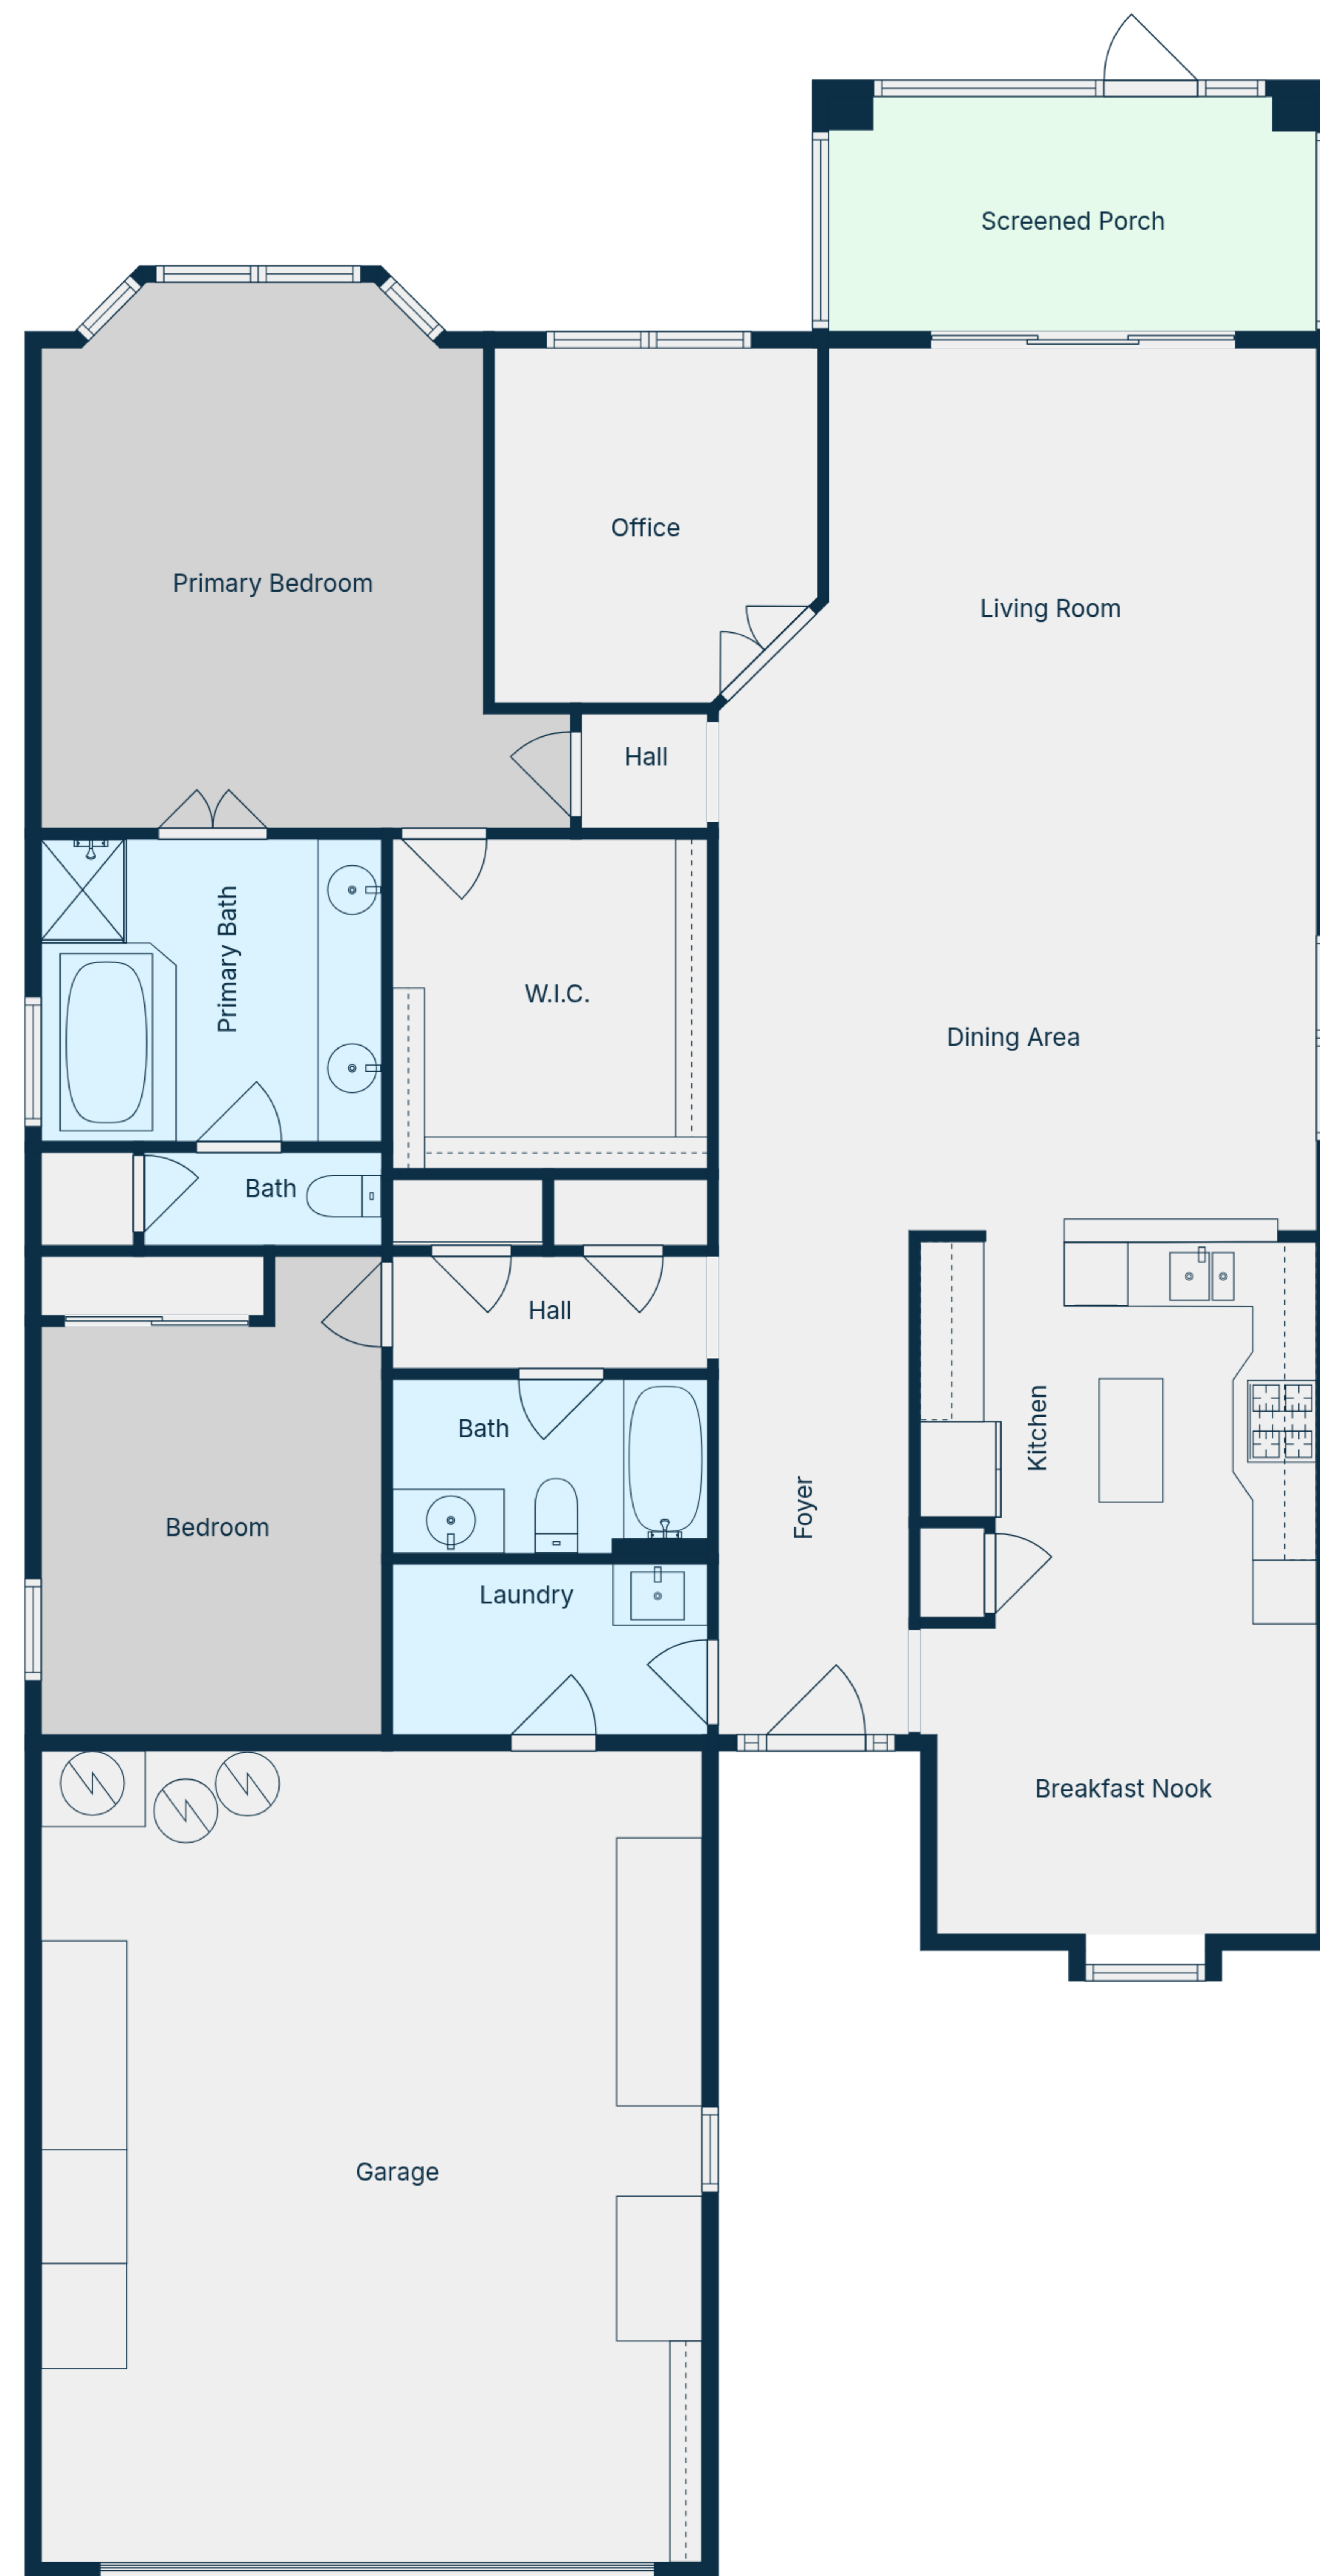 Screened Porch
Office
Primary Bedroom
Living Room
Hall
Primary Bath
W.I.C.
Dining Area
Bath
Hall
Kitchen
Bath
Foyer
Bedroom
Laundry
Breakfast Nook
Garage